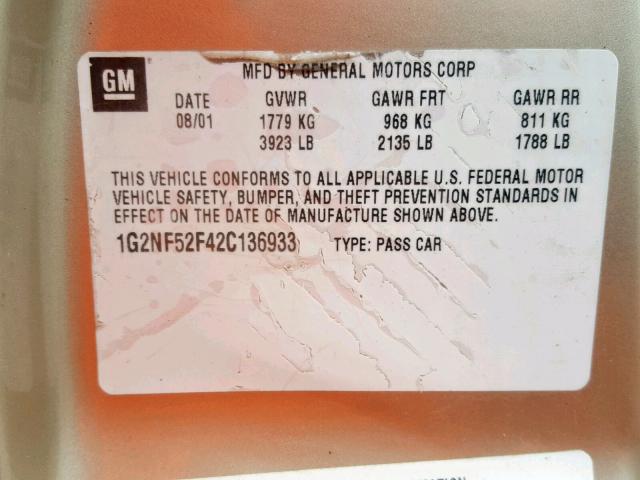 GM
MFD BY GENERAL MOTORS CORP
DATE GVWR GAWR FRT GAWR RR
08/01 1779 KG 968 KG 811 KG
3923 LB 2135 LB 1788 LB
THIS VEHICLE CONFORMS TO ALL APPLICABLE U.S. FEDERAL MOTOR
VEHICLE SAFETY, BUMPER, AND THEFT PREVENTION STANDARDS IN
EFFECT ON THE DATE OF MANUFACTURE SHOWN ABOVE.
1G2NF52F42C136933 TYPE: PASS CAR